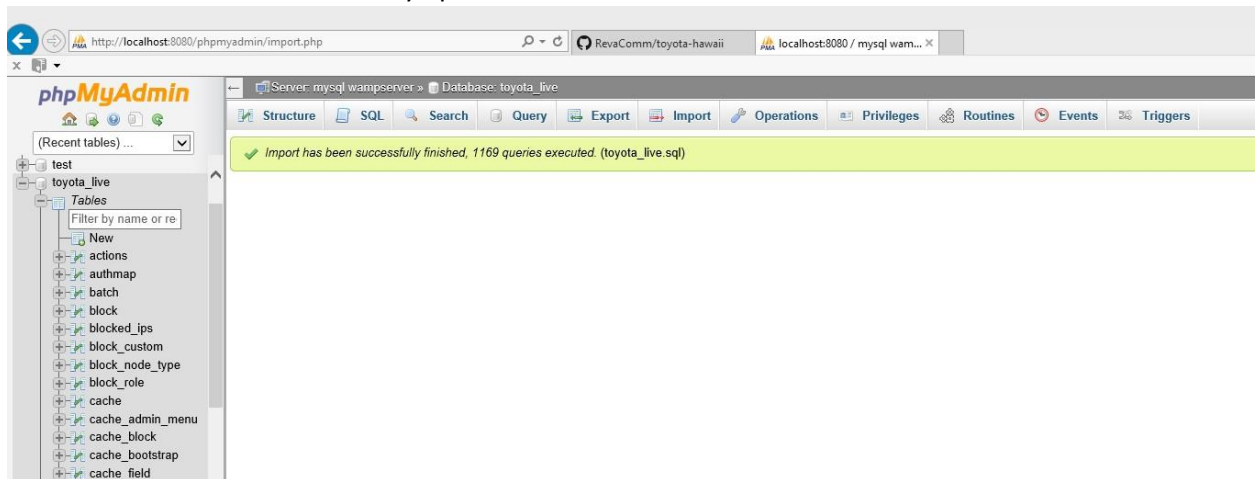 http://localhost:8080/phpmyadmin/import.php
RevaComm/toyota-hawaii
localhost:8080 / mysql wam... ×
x
phpMyAdmin
Server: mysql wampserver » Database: toyota_live
Structure SQL Search Query Export Import Operations Privileges Routines Events Triggers
(Recent tables) ...
Import has been successfully finished, 1169 queries executed. (toyota_live.sql)
test
toyota_live
Tables
Filter by name or re
New
actions
authmap
batch
block
blocked_ips
block_custom
block_node_type
block_role
cache
cache_admin_menu
cache_block
cache_bootstrap
cache_field